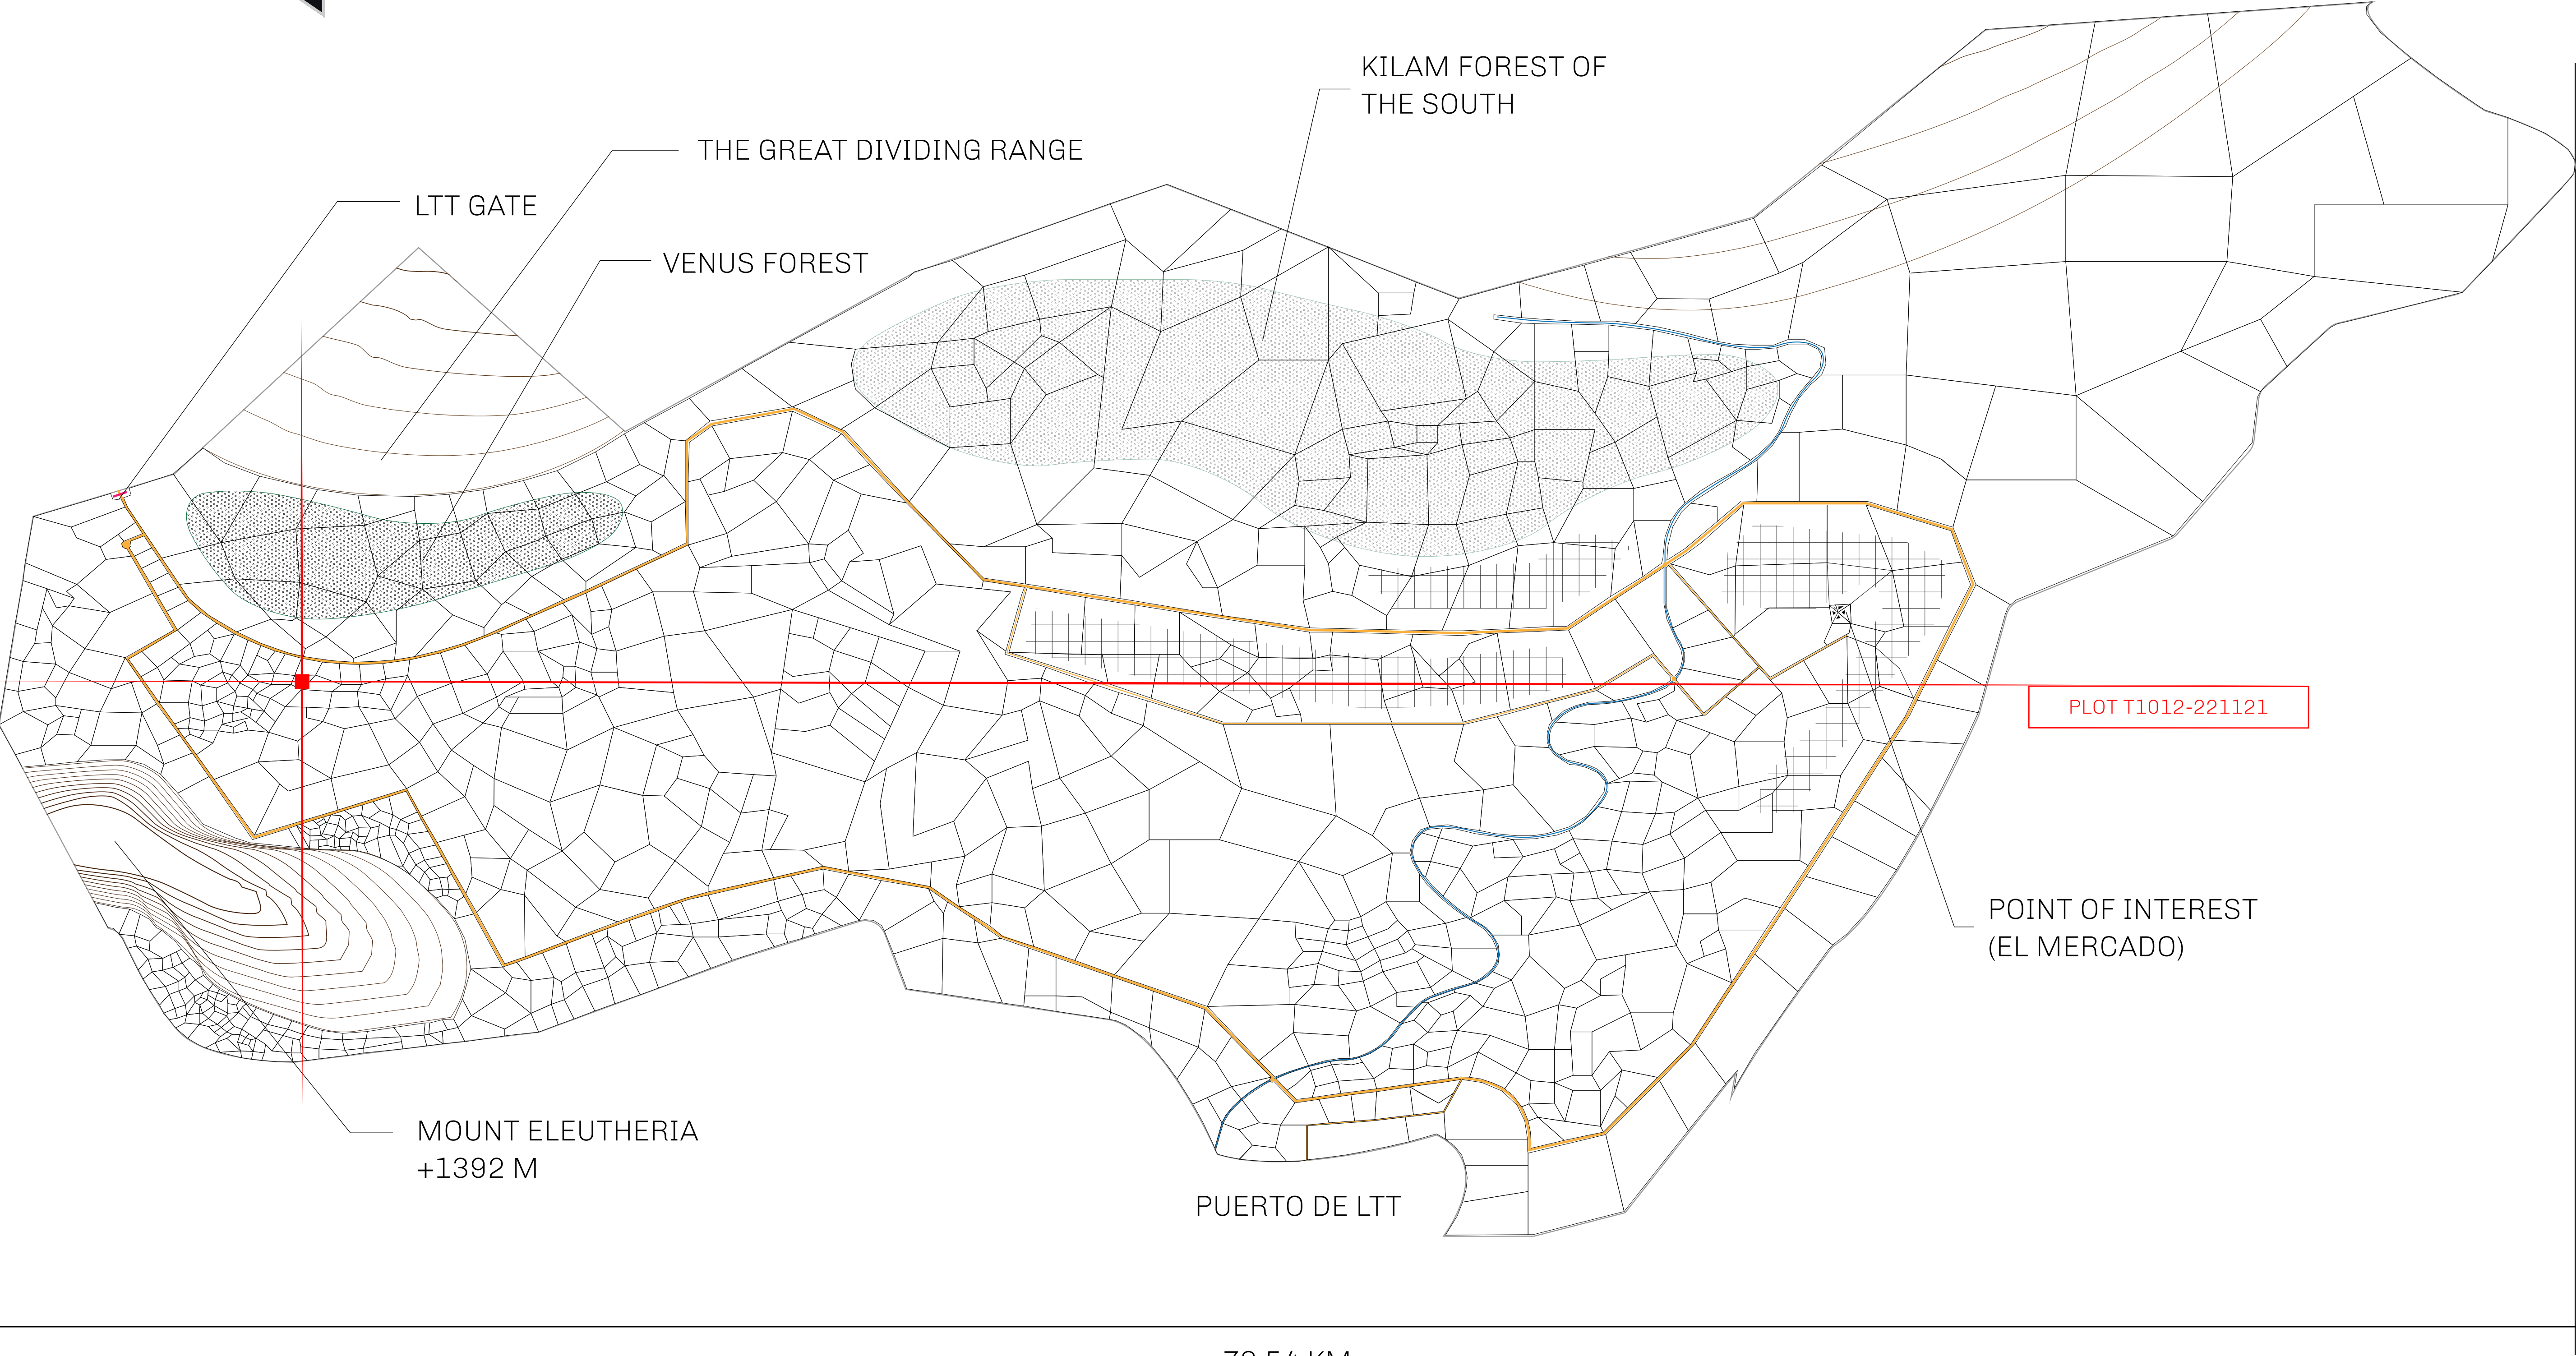 KILAM FOREST OF
THE SOUTH
THE GREAT DIVIDING RANGE
LTT GATE
VENUS FOREST
PLOT T1012-221121
POINT OF INTEREST
(EL MERCADO)
MOUNT ELEUTHERIA
+1392 M
PUERTO DE LTT
KM